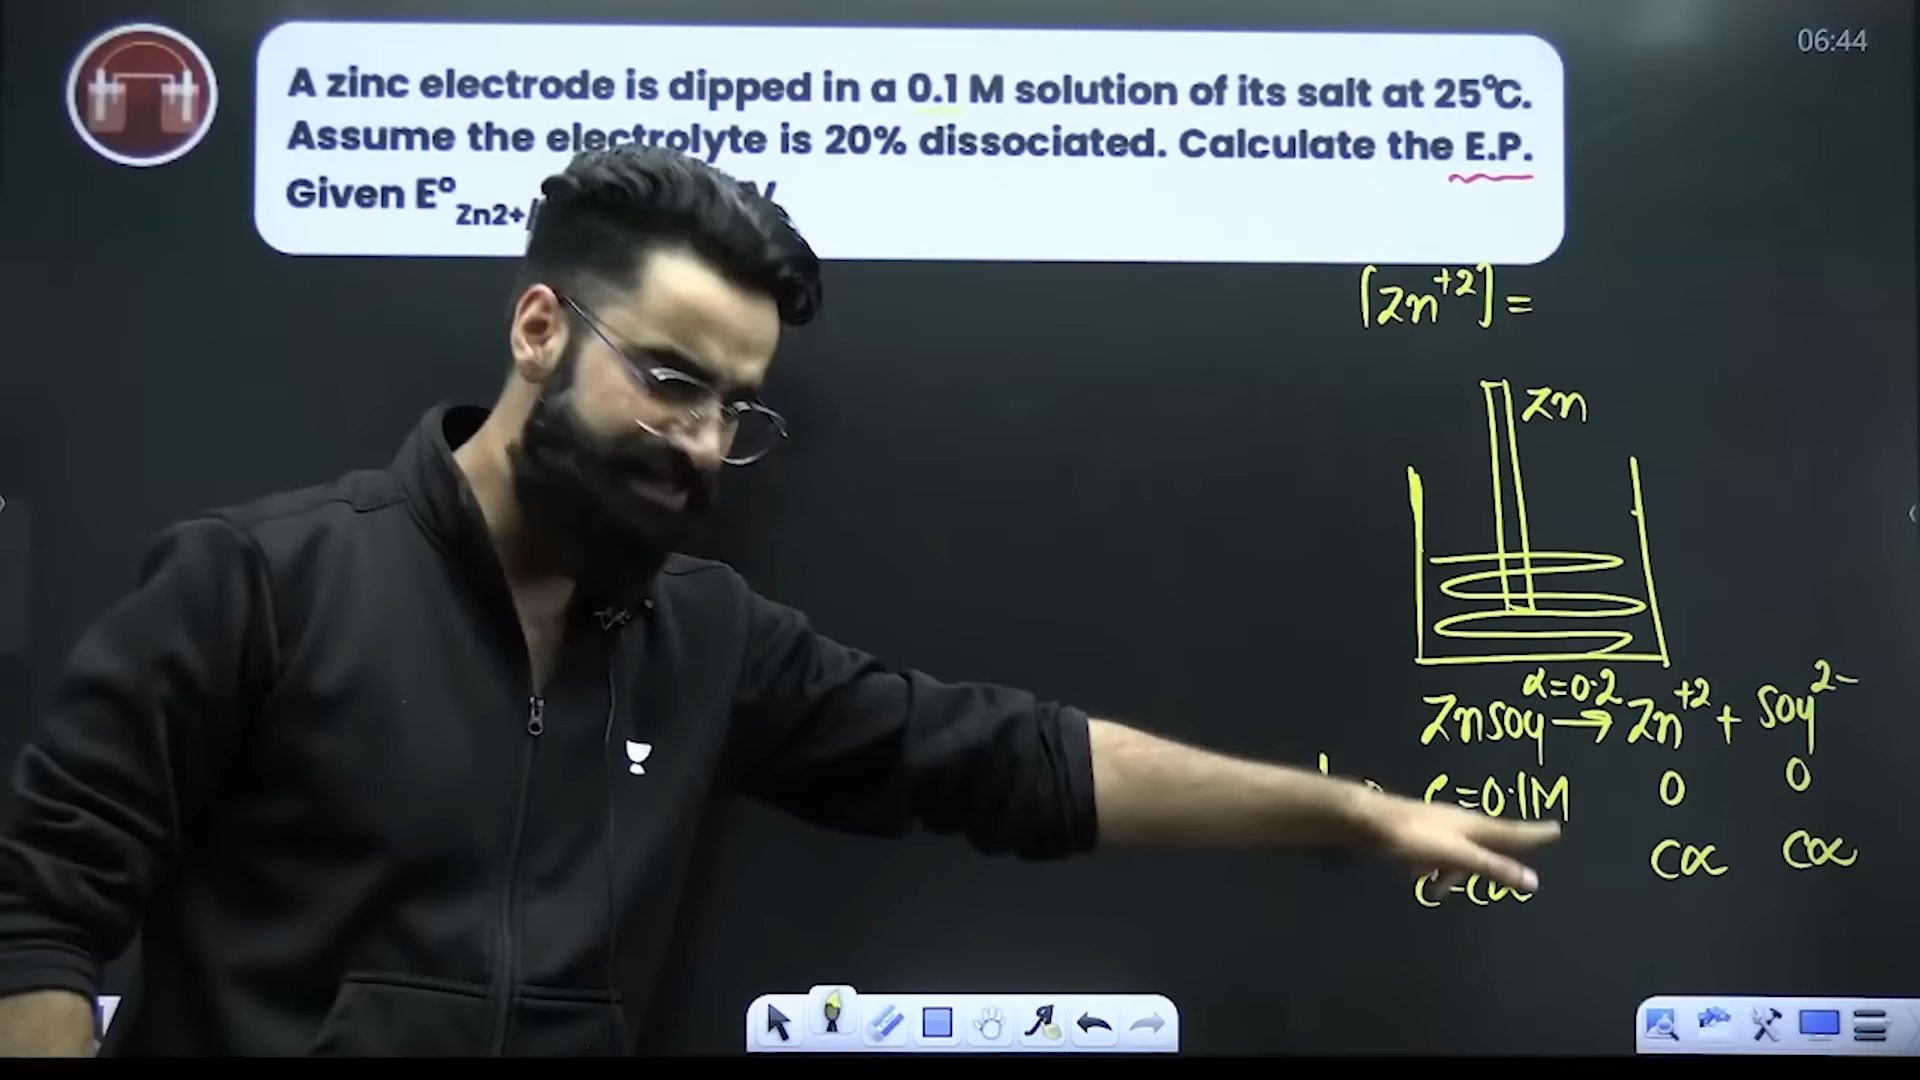 06:44
A zinc electrode is dipped in a 0.1 M solution of its salt at 25°C.
Assume the electrolyte is 20% dissociated. Calculate the E.P.
Given E° Zn2+/ V
[Zn+2] =
Zn
α=0.2
ZnSO4 → Zn+2 + SO4 2-
C=0.1M 0 0
C-Cα Cα Cα